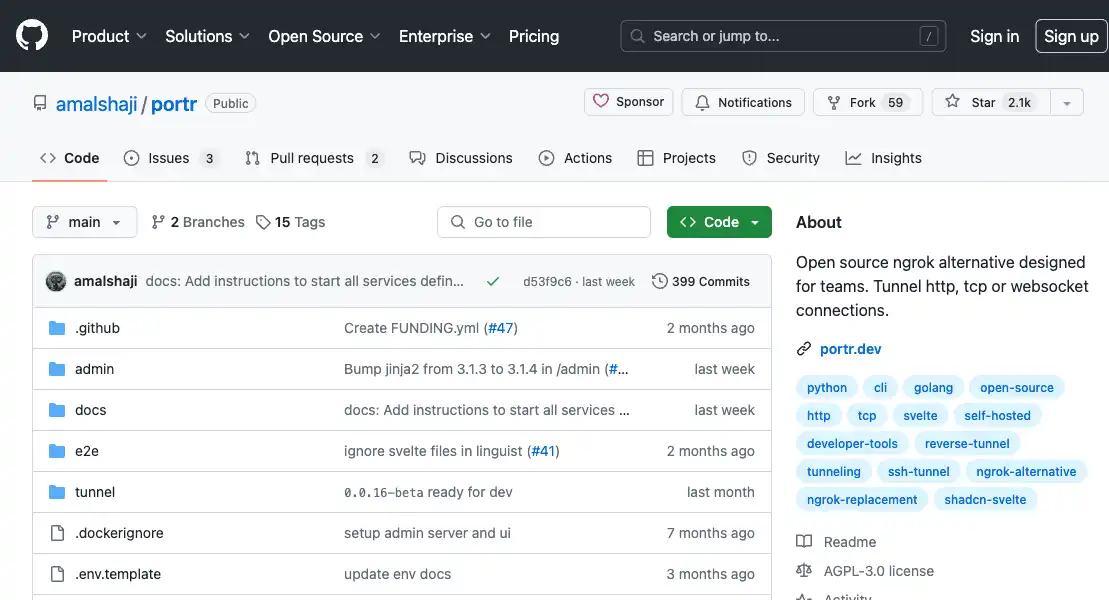 Product Solutions Open Source Enterprise Pricing Search or jump to... / Sign in Sign up
amalshaji / portr Public Sponsor Notifications Fork 59 Star 2.1k
Code Issues 3 Pull requests 2 Discussions Actions Projects Security Insights
main 2 Branches 15 Tags Go to file Code
amalshaji docs: Add instructions to start all services defin... d53f9c6 · last week 399 Commits
.github Create FUNDING.yml (#47) 2 months ago
admin Bump jinja2 from 3.1.3 to 3.1.4 in /admin (#... last week
docs docs: Add instructions to start all services ... last week
e2e ignore svelte files in linguist (#41) 2 months ago
tunnel 0.0.16-beta ready for dev last month
.dockerignore setup admin server and ui 7 months ago
.env.template update env docs 3 months ago
About
Open source ngrok alternative designed
for teams. Tunnel http, tcp or websocket
connections.
portr.dev
python cli golang open-source
http tcp svelte self-hosted
developer-tools reverse-tunnel
tunneling ssh-tunnel ngrok-alternative
ngrok-replacement shadcn-svelte
Readme
AGPL-3.0 license
Activity